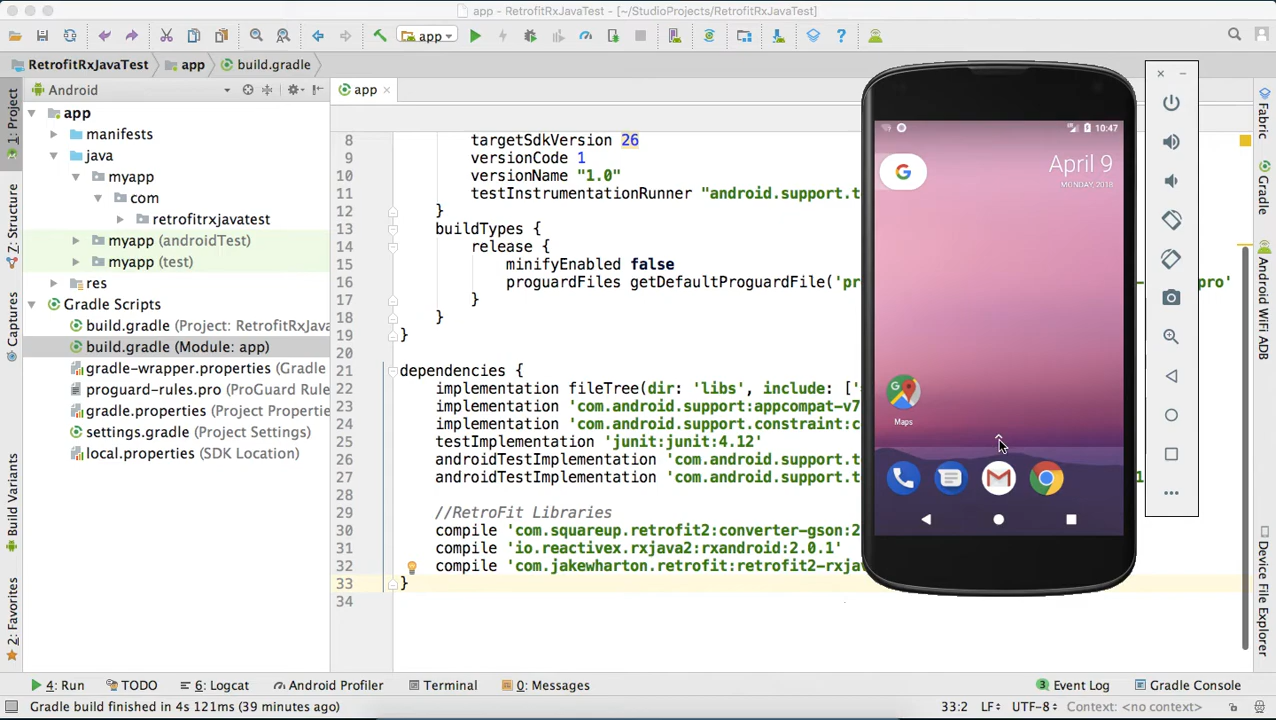 app - RetrofitRxJavaTest - [~/StudioProjects/RetrofitRxJavaTest]
app
RetrofitRxJavaTest
app
build.gradle
Android
app
1: Project
Z: Structure
Captures
Build Variants
2: Favorites
app
manifests
java
myapp
com
retrofitrxjavatest
myapp (androidTest)
myapp (test)
res
Gradle Scripts
build.gradle (Project: RetrofitRxJava
build.gradle (Module: app)
gradle-wrapper.properties (Gradle
proguard-rules.pro (ProGuard Rule
gradle.properties (Project Properti
settings.gradle (Project Settings)
local.properties (SDK Location)
8 targetSdkVersion 26
9 versionCode 1
10 versionName "1.0"
11 testInstrumentationRunner "android.support.t
12 }
13 buildTypes {
14 release {
15 minifyEnabled false
16 proguardFiles getDefaultProguardFile('pr
ro'
17 }
18 }
19 }
20
21 dependencies {
22 implementation fileTree(dir: 'libs', include: ['
23 implementation 'com.android.support:appcompat-v7
24 implementation 'com.android.support.constraint:c
25 testImplementation 'junit:junit:4.12'
26 androidTestImplementation 'com.android.support.t
27 androidTestImplementation 'com.android.support.t
1
28
29 //RetroFit Libraries
30 compile 'com.squareup.retrofit2:converter-gson:2
31 compile 'io.reactivex.rxjava2:rxandroid:2.0.1'
32 compile 'com.jakewharton.retrofit:retrofit2-rxjav
33 }
34
10:47
April 9
MONDAY, 2018
Maps
Fabric
Gradle
Android WiFi ADB
Device File Explorer
4: Run
TODO
6: Logcat
Android Profiler
Terminal
0: Messages
Event Log
Gradle Console
Gradle build finished in 4s 121ms (39 minutes ago)
33:2
LF÷
UTF-8÷
Context: <no context>